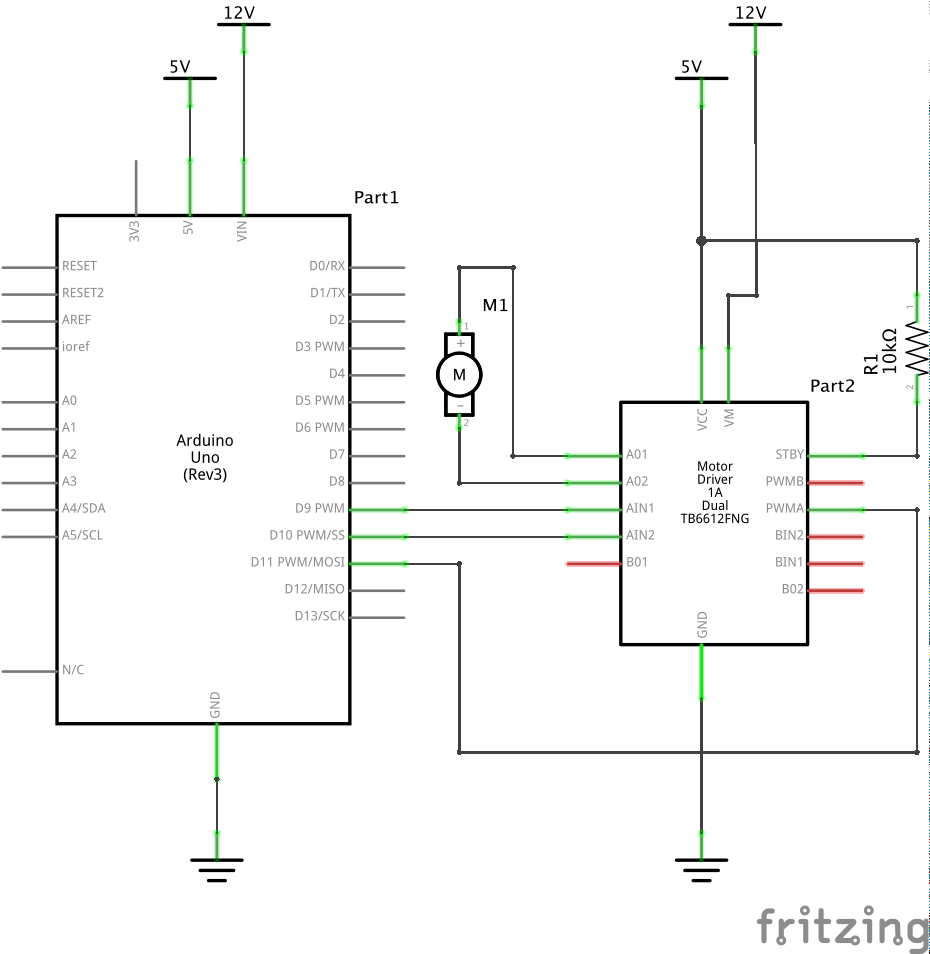 12V
5V
3V3
5V
VIN
Part1
RESET
RESET2
AREF
ioref
A0
A1
A2
A3
A4/SDA
A5/SCL
N/C
Arduino
Uno
(Rev3)
D0/RX
D1/TX
D2
D3 PWM
D4
D5 PWM
D6 PWM
D7
D8
D9 PWM
D10 PWM/SS
D11 PWM/MOSI
D12/MISO
D13/SCK
GND
M1
1
+
M
-
2
12V
5V
VCC
VM
Part2
R1
10kΩ
1
2
A01
A02
AIN1
AIN2
B01
Motor
Driver
1A
Dual
TB6612FNG
STBY
PWMB
PWMA
BIN2
BIN1
B02
GND
fritzing